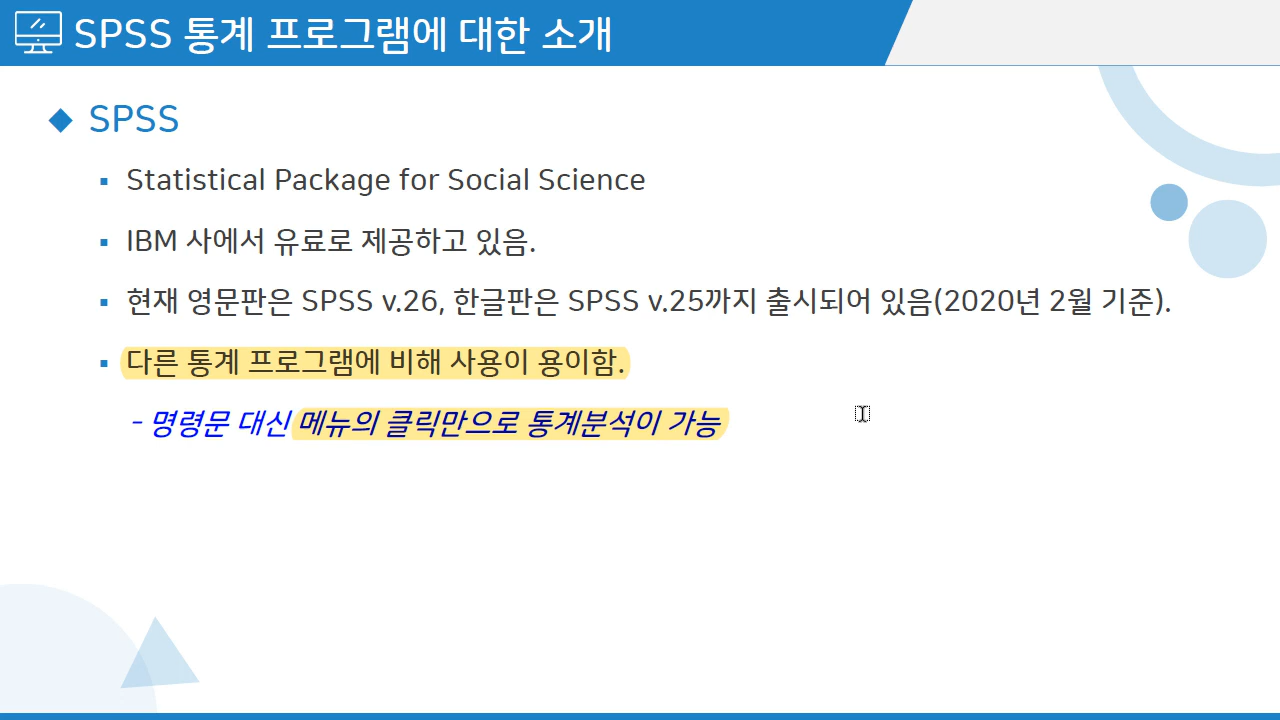 SPSS 통계 프로그램에 대한 소개
SPSS
Statistical Package for Social Science
IBM 사에서 유료로 제공하고 있음.
현재 영문판은 SPSS v.26, 한글판은 SPSS v.25까지 출시되어 있음(2020년 2월 기준).
다른 통계 프로그램에 비해 사용이 용이함.
- 명령문 대신 메뉴의 클릭만으로 통계분석이 가능